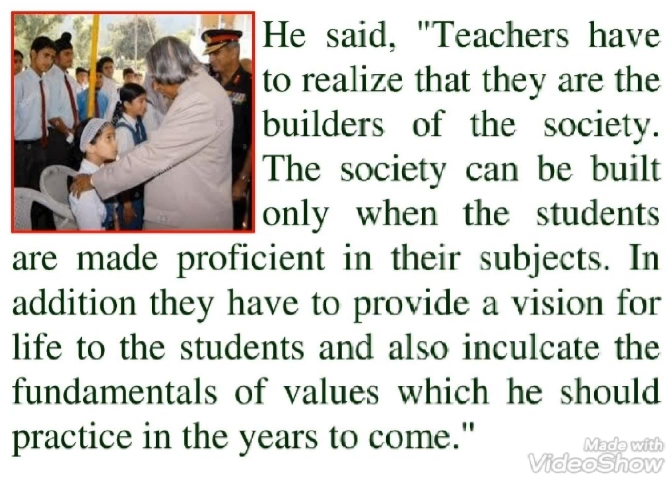 He said, "Teachers have
to realize that they are the
builders of the society.
The society can be built
only when the students
are made proficient in their subjects. In
addition they have to provide a vision for
life to the students and also inculcate the
fundamentals of values which he should
practice in the years to come."
Made with
VideoShow